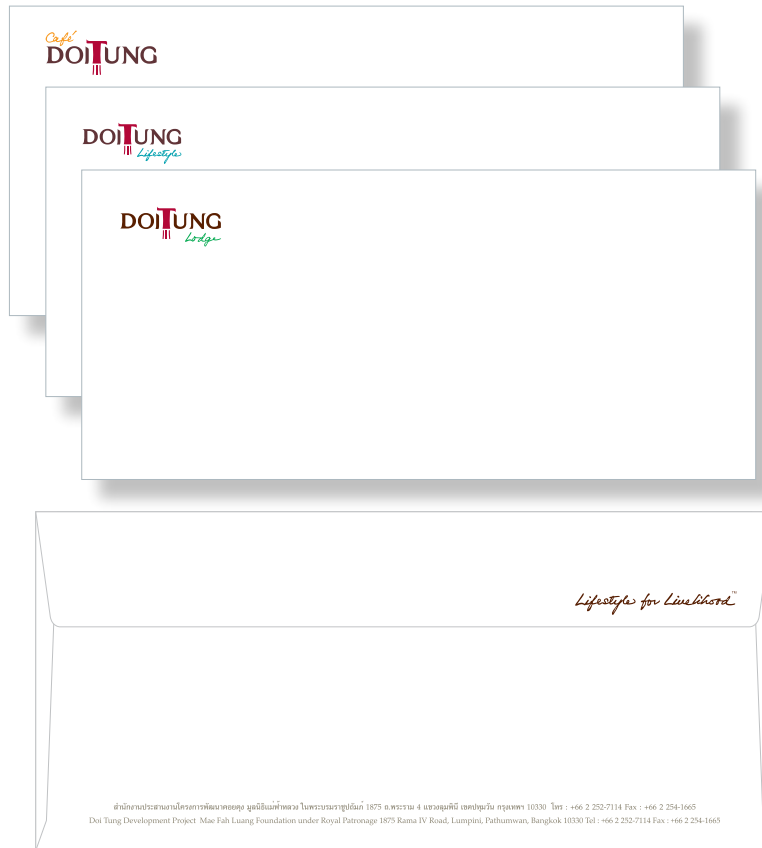 Café
DOITUNG
DOITUNG
Lifestyle
DOITUNG
Lodge
Lifestyle for Livelihood™
สำนักงานประสานงานโครงการพัฒนาดอยตุง มูลนิธิแม่ฟ้าหลวง ในพระบรมราชูปถัมภ์ 1875 ถ.พระราม 4 แขวงลุมพินี เขตปทุมวัน กรุงเทพฯ 10330 โทร : +66 2 252-7114 Fax : +66 2 254-1665
Doi Tung Development Project Mae Fah Luang Foundation under Royal Patronage 1875 Rama IV Road, Lumpini, Pathumwan, Bangkok 10330 Tel : +66 2 252-7114 Fax : +66 2 254-1665